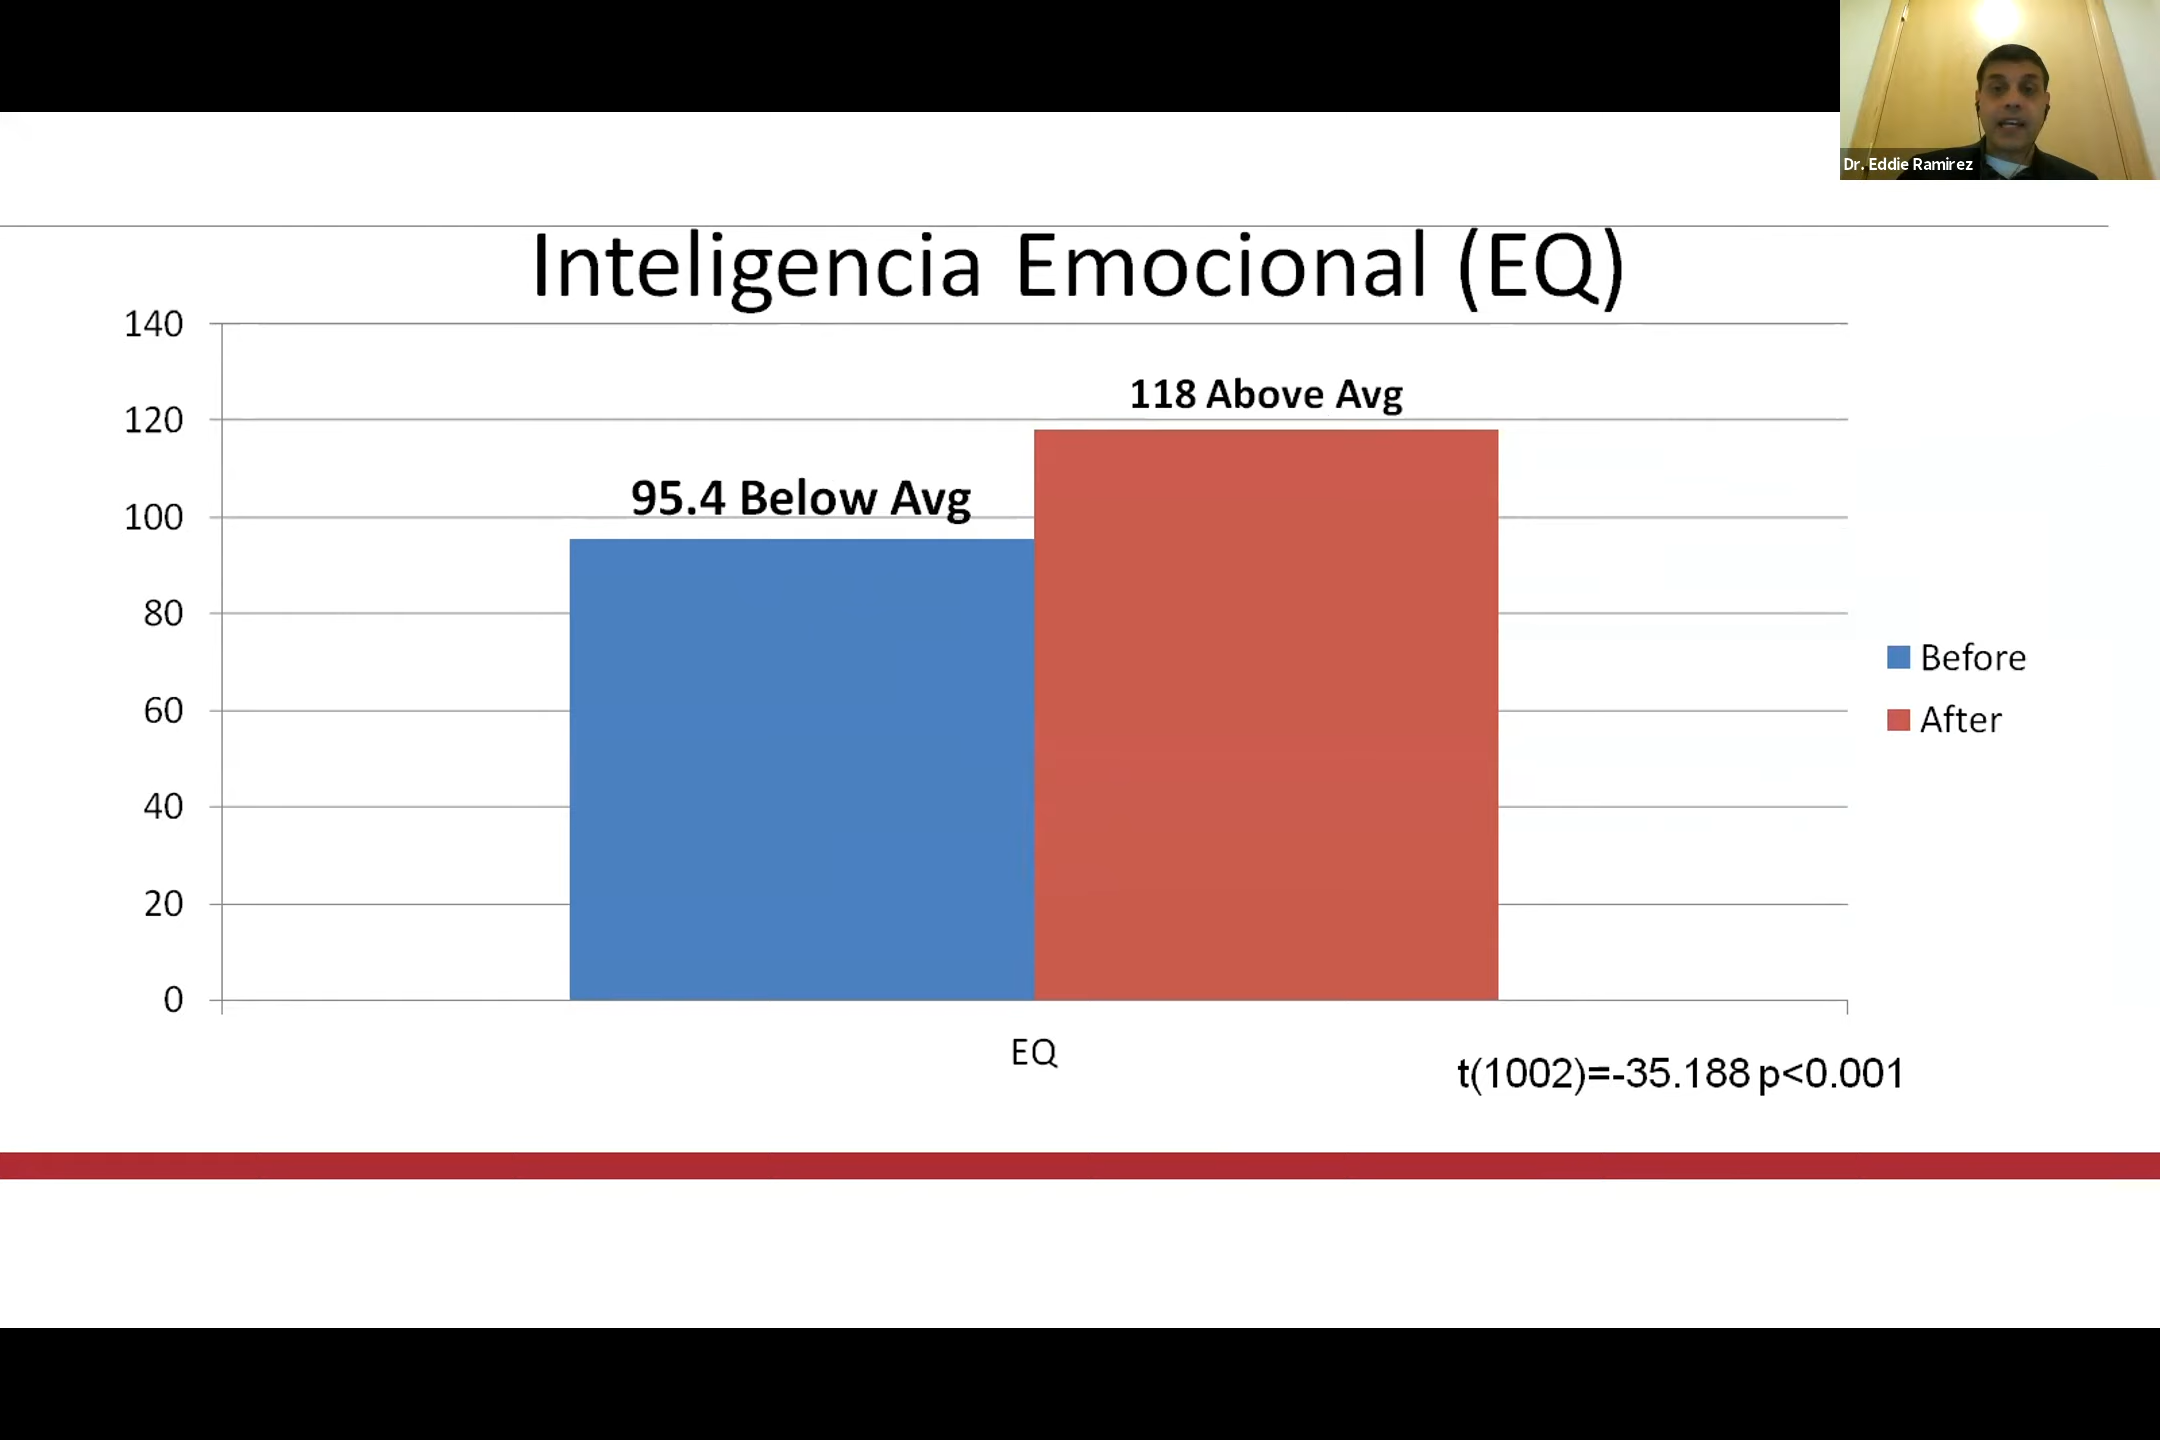 Dr. Eddie Ramirez
Inteligencia Emocional (EQ)
140
120
100
80
60
40
20
0
118 Above Avg
95.4 Below Avg
Before
After
EQ
t(1002)=-35.188 p<0.001